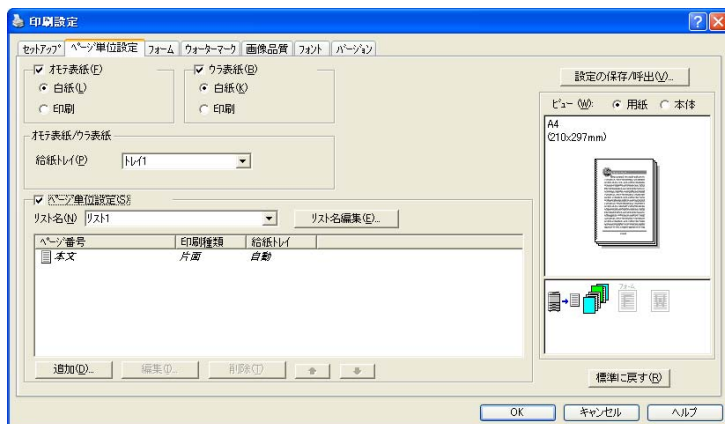 印刷設定
セットアップ ページ単位設定 フォーム ウォーターマーク 画像品質 フォント バージョン
オモテ表紙(F)
白紙(L)
印刷
ウラ表紙(B)
白紙(K)
印刷
オモテ表紙/ウラ表紙
給紙トレイ(P) トレイ1
ページ単位設定(S)
リスト名(N) リスト1 リスト名編集(E)...
ページ番号 印刷種類 給紙トレイ
本文 片面 自動
追加(D)... 編集(I)... 削除(T)
設定の保存/呼出(V)...
ビュー(W): 用紙 本体
A4
(210x297mm)
フォーム
標準に戻す(R)
OK キャンセル ヘルプ